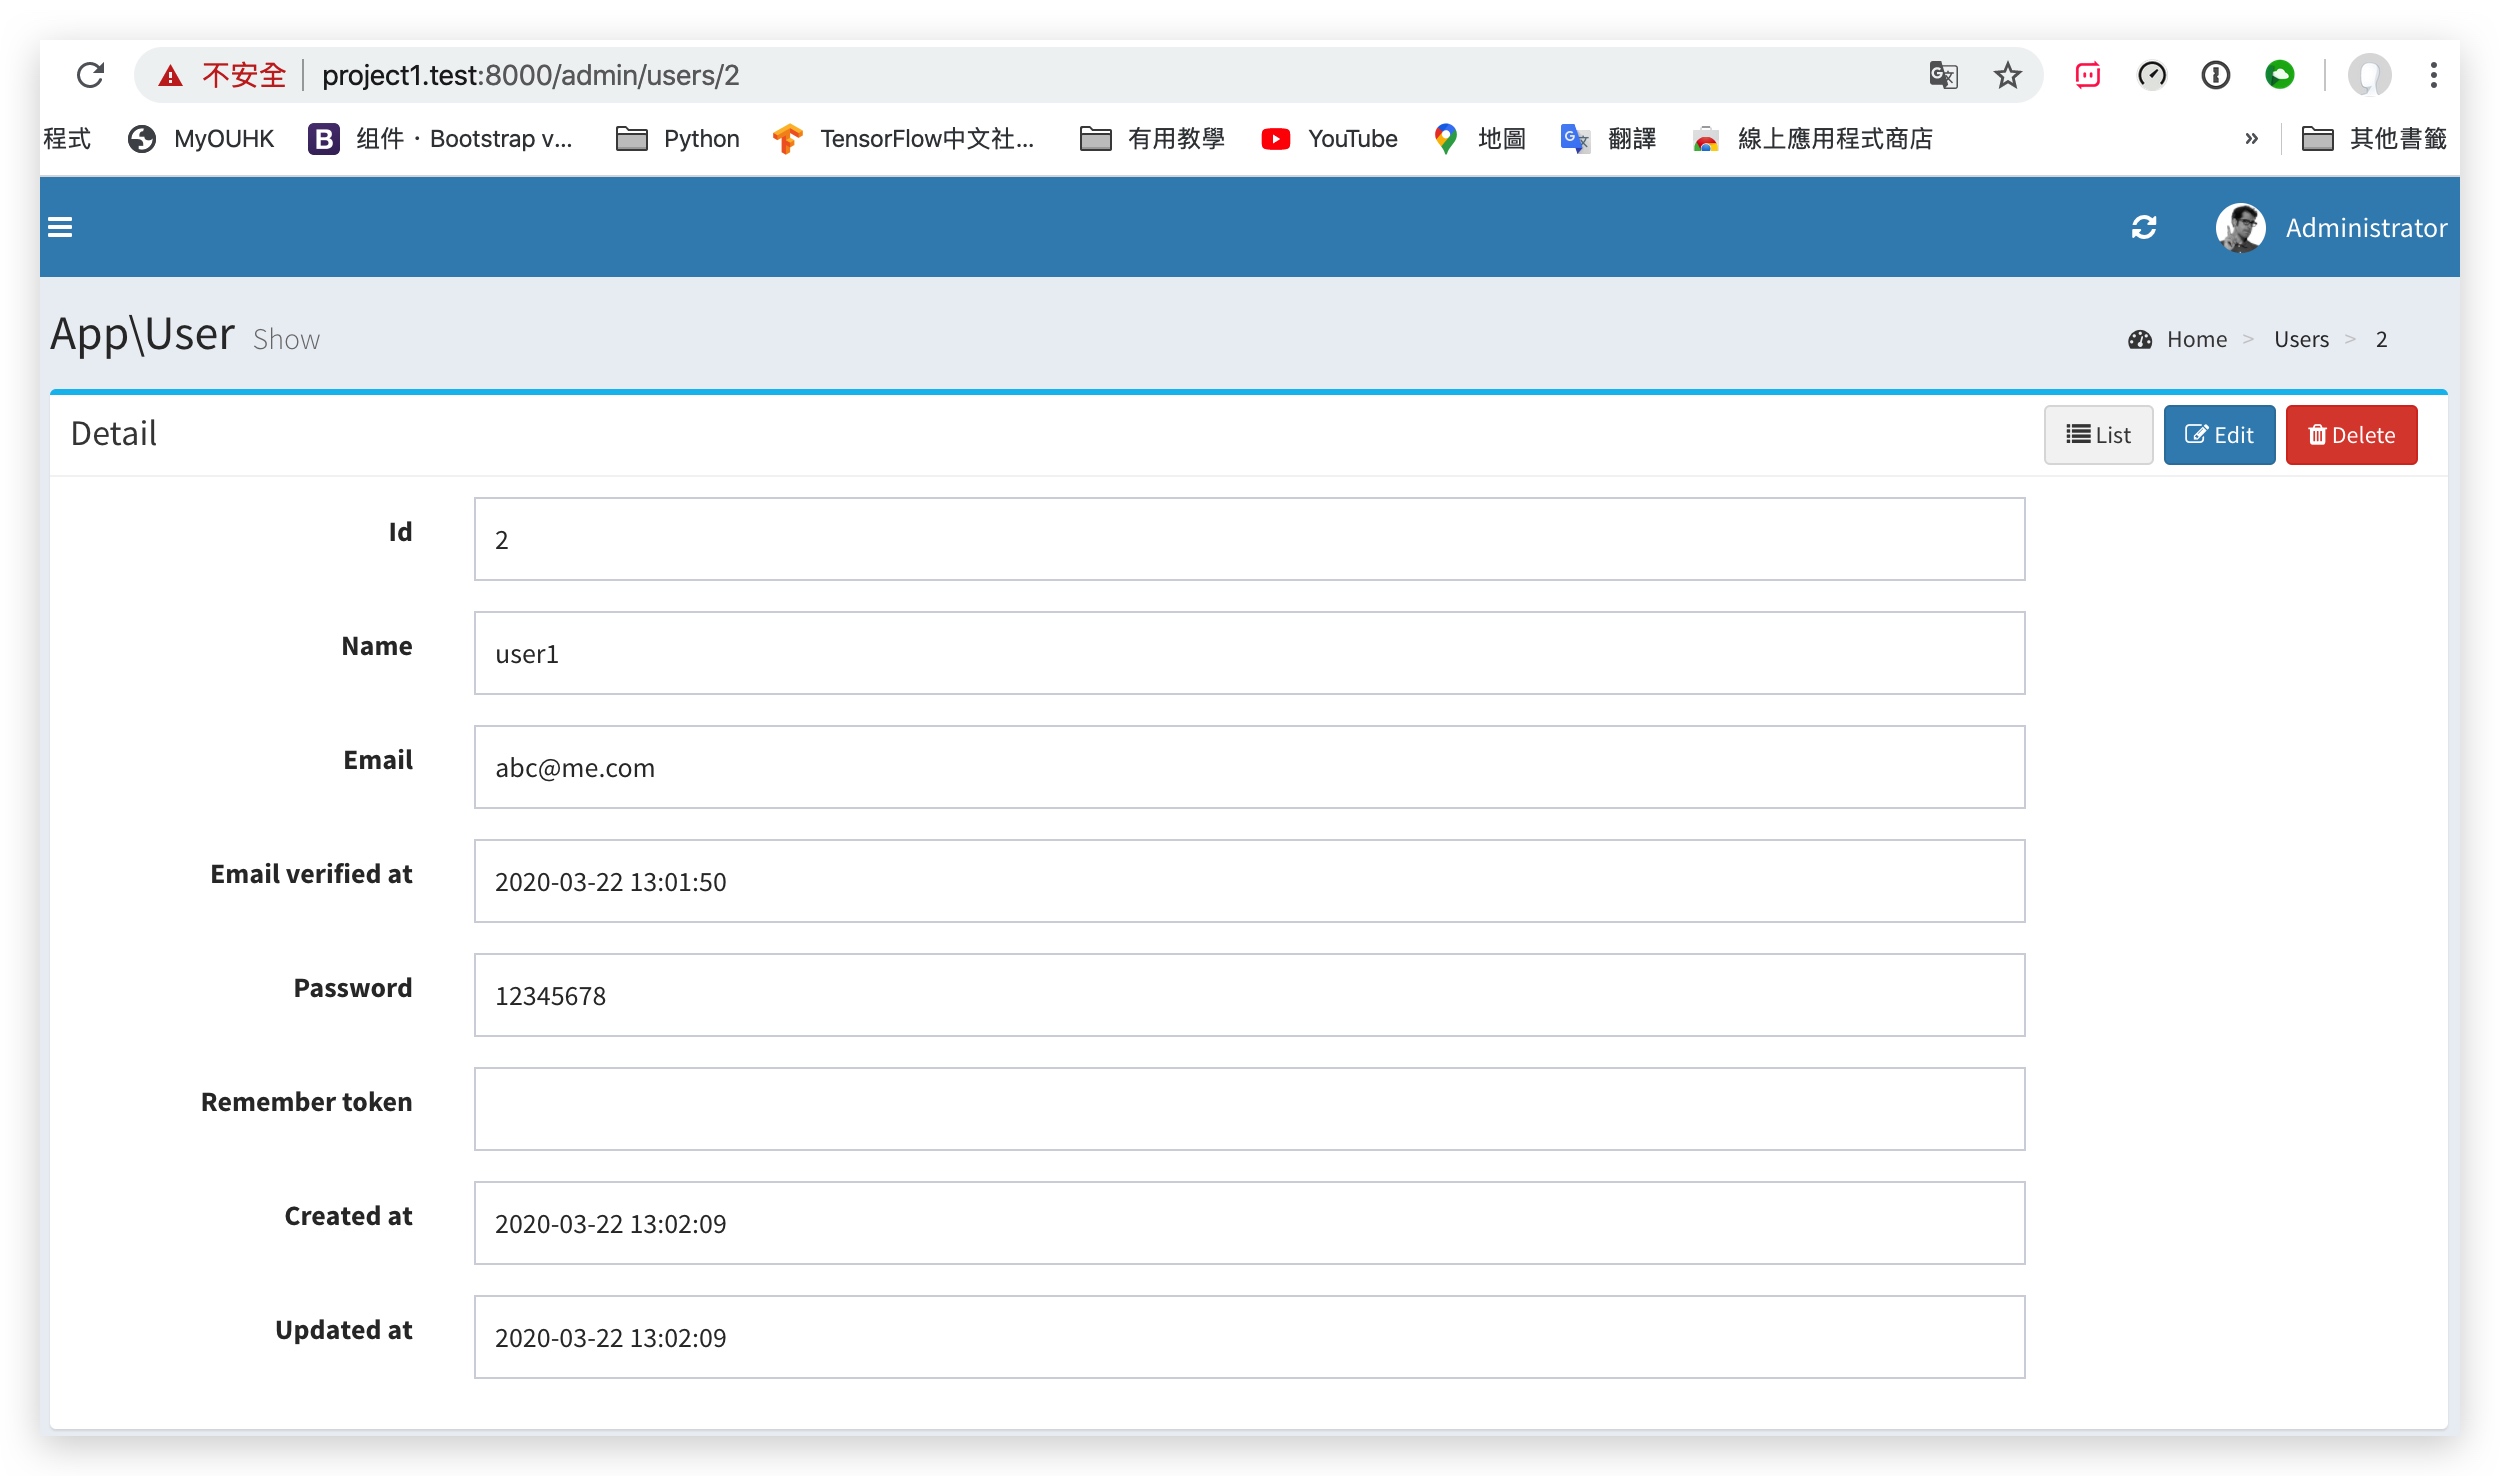 不安全 project1.test:8000/admin/users/2
程式 MyOUHK 组件 · Bootstrap v... Python TensorFlow中文社... 有用教學 YouTube 地圖 翻譯 線上應用程式商店 » 其他書籤
Administrator
App\User Show
Home > Users > 2
Detail
List Edit Delete
Id 2
Name user1
Email abc@me.com
Email verified at 2020-03-22 13:01:50
Password 12345678
Remember token
Created at 2020-03-22 13:02:09
Updated at 2020-03-22 13:02:09